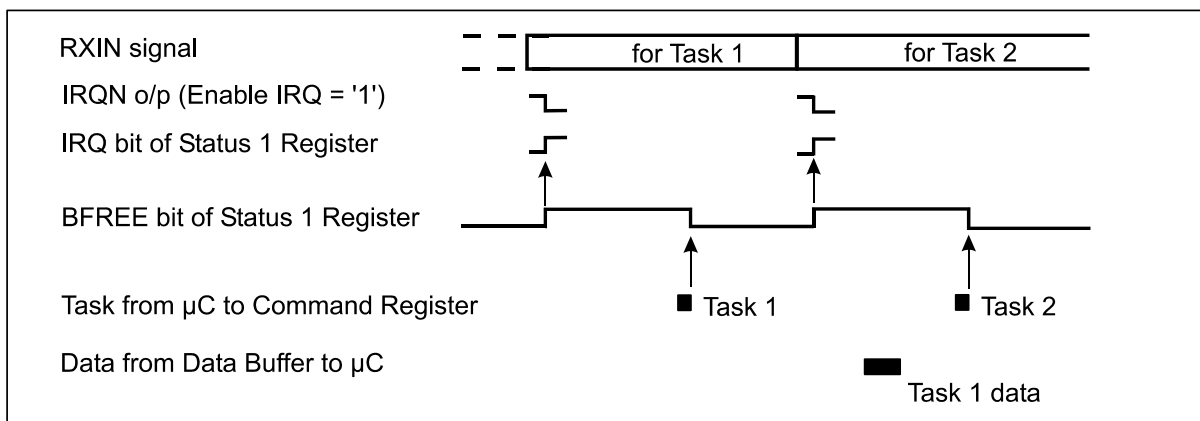 RXIN signal
for Task 1
for Task 2
IRQN o/p (Enable IRQ = '1')
IRQ bit of Status 1 Register
BFREE bit of Status 1 Register
Task from µC to Command Register
Task 1
Task 2
Data from Data Buffer to µC
Task 1 data